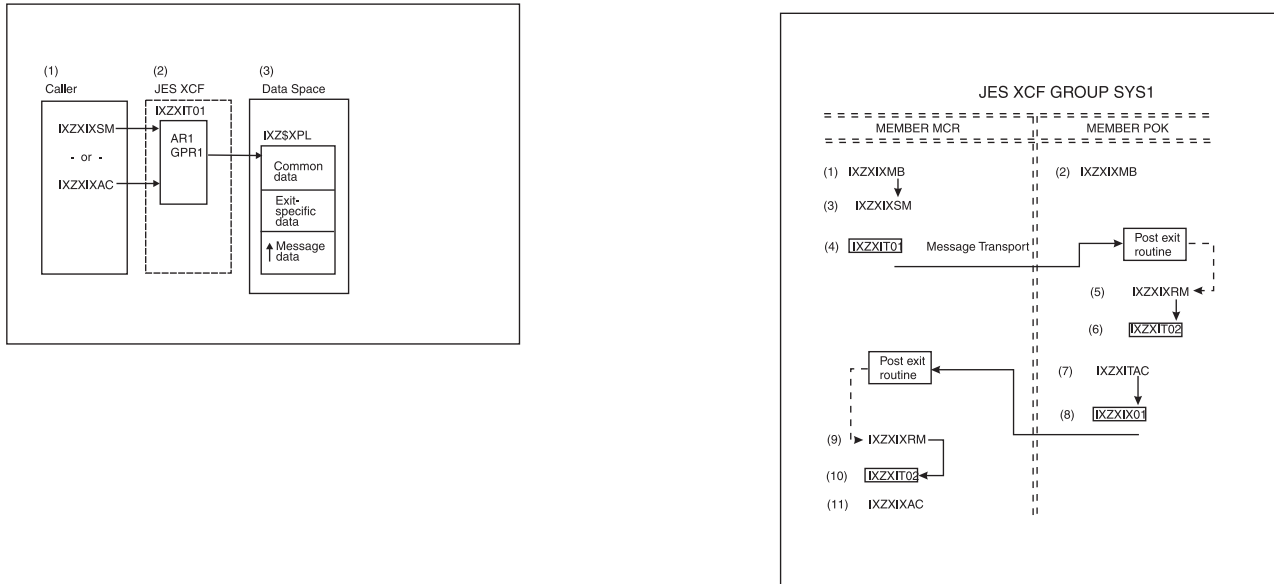 (1)
Caller
IXZXIXSM
- or -
IXZXIXAC
(2)
JES XCF
IXZXIT01
AR1
GPR1
(3)
Data Space
IXZ$XPL
Common
data
Exit-
specific
data
Message
data
JES XCF GROUP SYS1
MEMBER MCR
MEMBER POK
(1) IXZXIXMB
(2) IXZXIXMB
(3) IXZXIXSM
(4) IXZXIT01 Message Transport
Post exit
routine
(5) IXZXIXRM
(6) IXZXIT02
Post exit
routine
(7) IXZXITAC
(8) IXZXIX01
(9) IXZXIXRM
(10) IXZXIT02
(11) IXZXIXAC